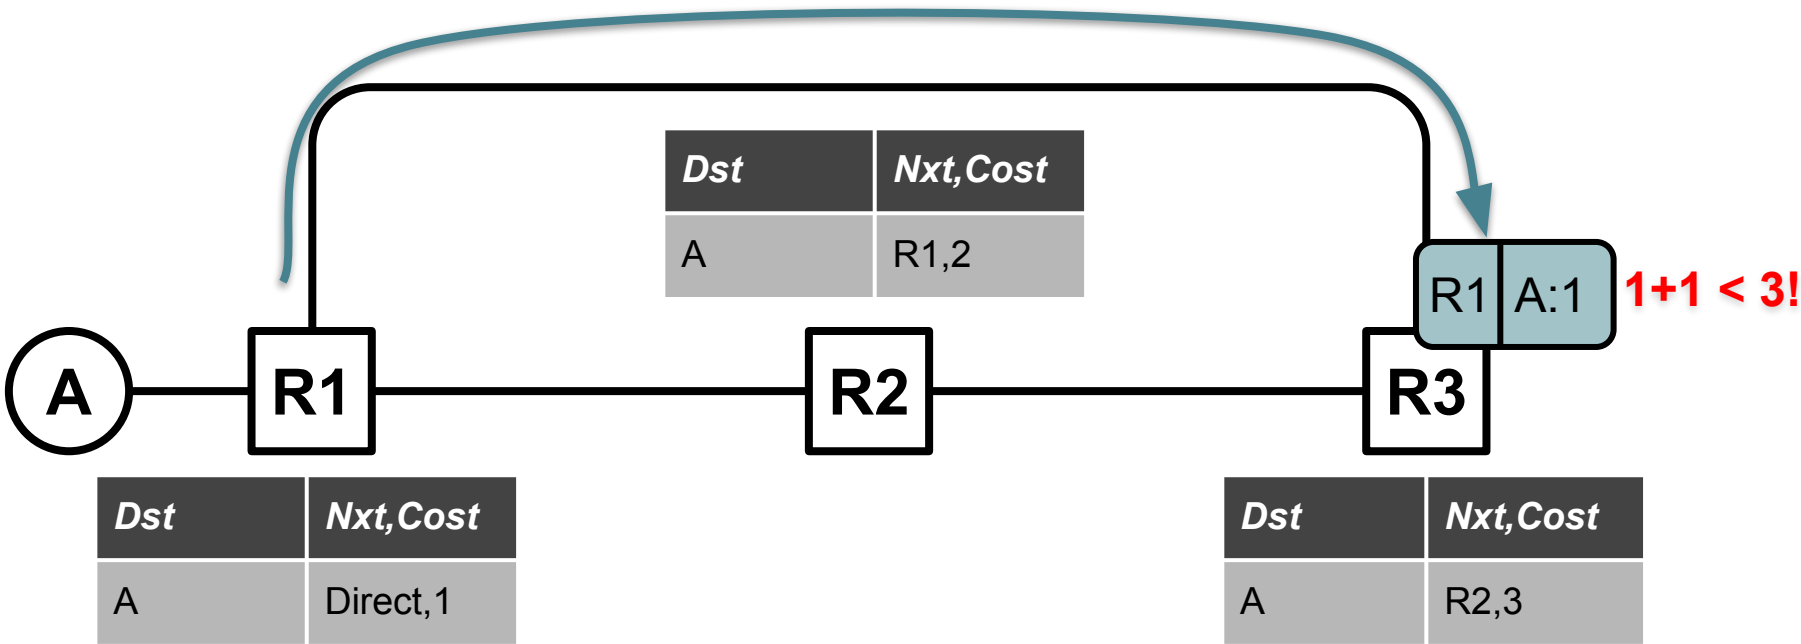 Dst Nxt,Cost
A R1,2
R1 A:1 1+1 < 3!
A R1 R2 R3
Dst Nxt,Cost
A Direct,1
Dst Nxt,Cost
A R2,3